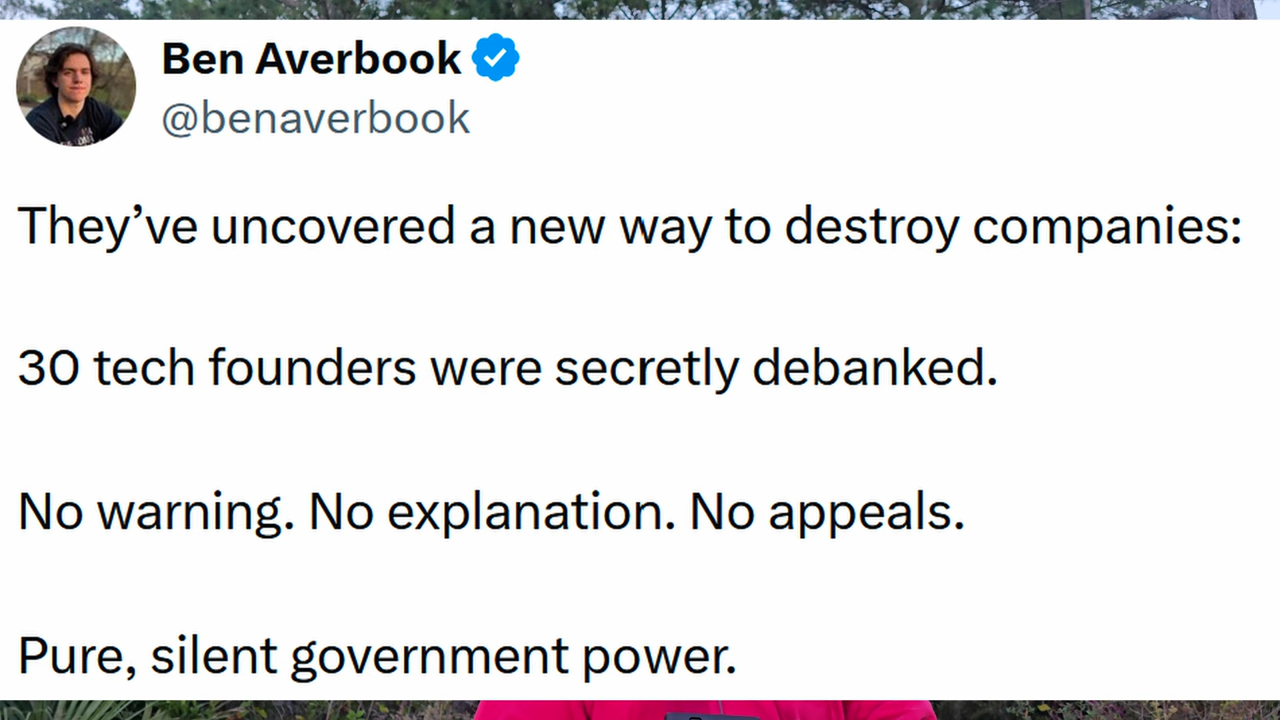 Ben Averbook
@benaverbook
They’ve uncovered a new way to destroy companies:
30 tech founders were secretly debanked.
No warning. No explanation. No appeals.
Pure, silent government power.